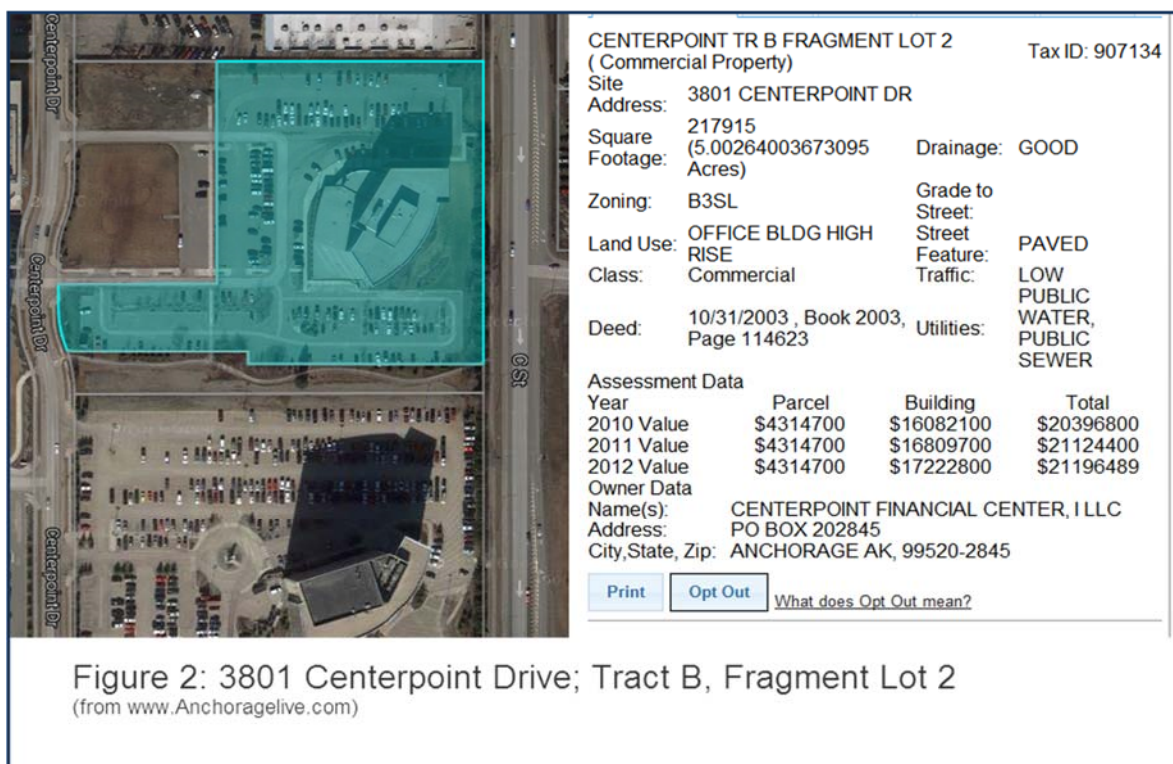 Centerpoint Dr
Centerpoint Dr
Centerpoint Dr
C St
CENTERPOINT TR B FRAGMENT LOT 2
( Commercial Property)
Tax ID: 907134
Site Address: 3801 CENTERPOINT DR
Square Footage: 217915 (5.00264003673095 Acres)
Drainage: GOOD
Zoning: B3SL
Grade to Street:
Land Use: OFFICE BLDG HIGH RISE
Street Feature: PAVED
Class: Commercial
Traffic: LOW
Deed: 10/31/2003 , Book 2003, Page 114623
Utilities: PUBLIC WATER, PUBLIC SEWER
Assessment Data
Year Parcel Building Total
2010 Value $4314700 $16082100 $20396800
2011 Value $4314700 $16809700 $21124400
2012 Value $4314700 $17222800 $21196489
Owner Data
Name(s): CENTERPOINT FINANCIAL CENTER, I LLC
Address: PO BOX 202845
City,State, Zip: ANCHORAGE AK, 99520-2845
Print Opt Out What does Opt Out mean?
Figure 2: 3801 Centerpoint Drive; Tract B, Fragment Lot 2
(from www.Anchoragelive.com)